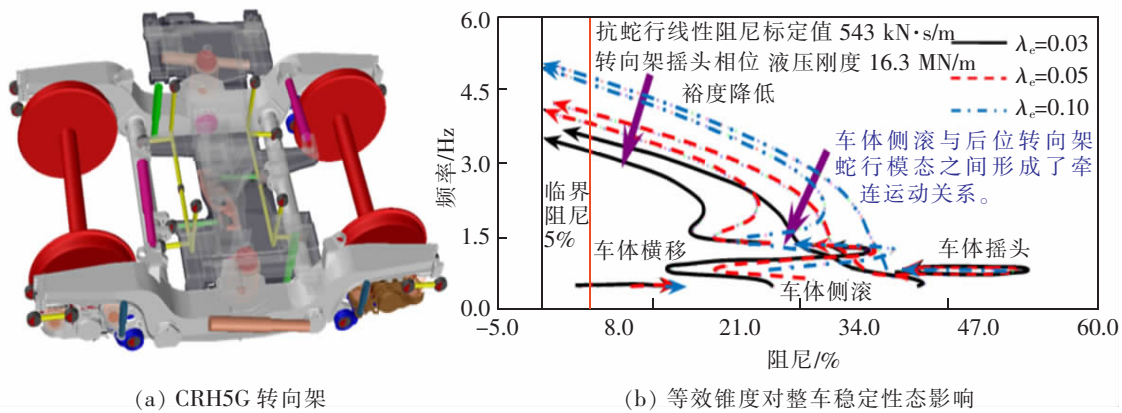 6.0
4.5
3.0
1.5
0.0
频率/Hz
-5.0 8.0 21.0 34.0 47.0 60.0
阻尼/%
抗蛇行线性阻尼标定值 543 kN·s/m
转向架摇头相位 液压刚度 16.3 MN/m
裕度降低
λe=0.03
λe=0.05
λe=0.10
车体侧滚与后位转向架
蛇行模态之间形成了牵
连运动关系。
临界
阻尼
5%
车体横移
车体摇头
车体侧滚
(a) CRH5G 转向架
(b) 等效锥度对整车稳定性态影响